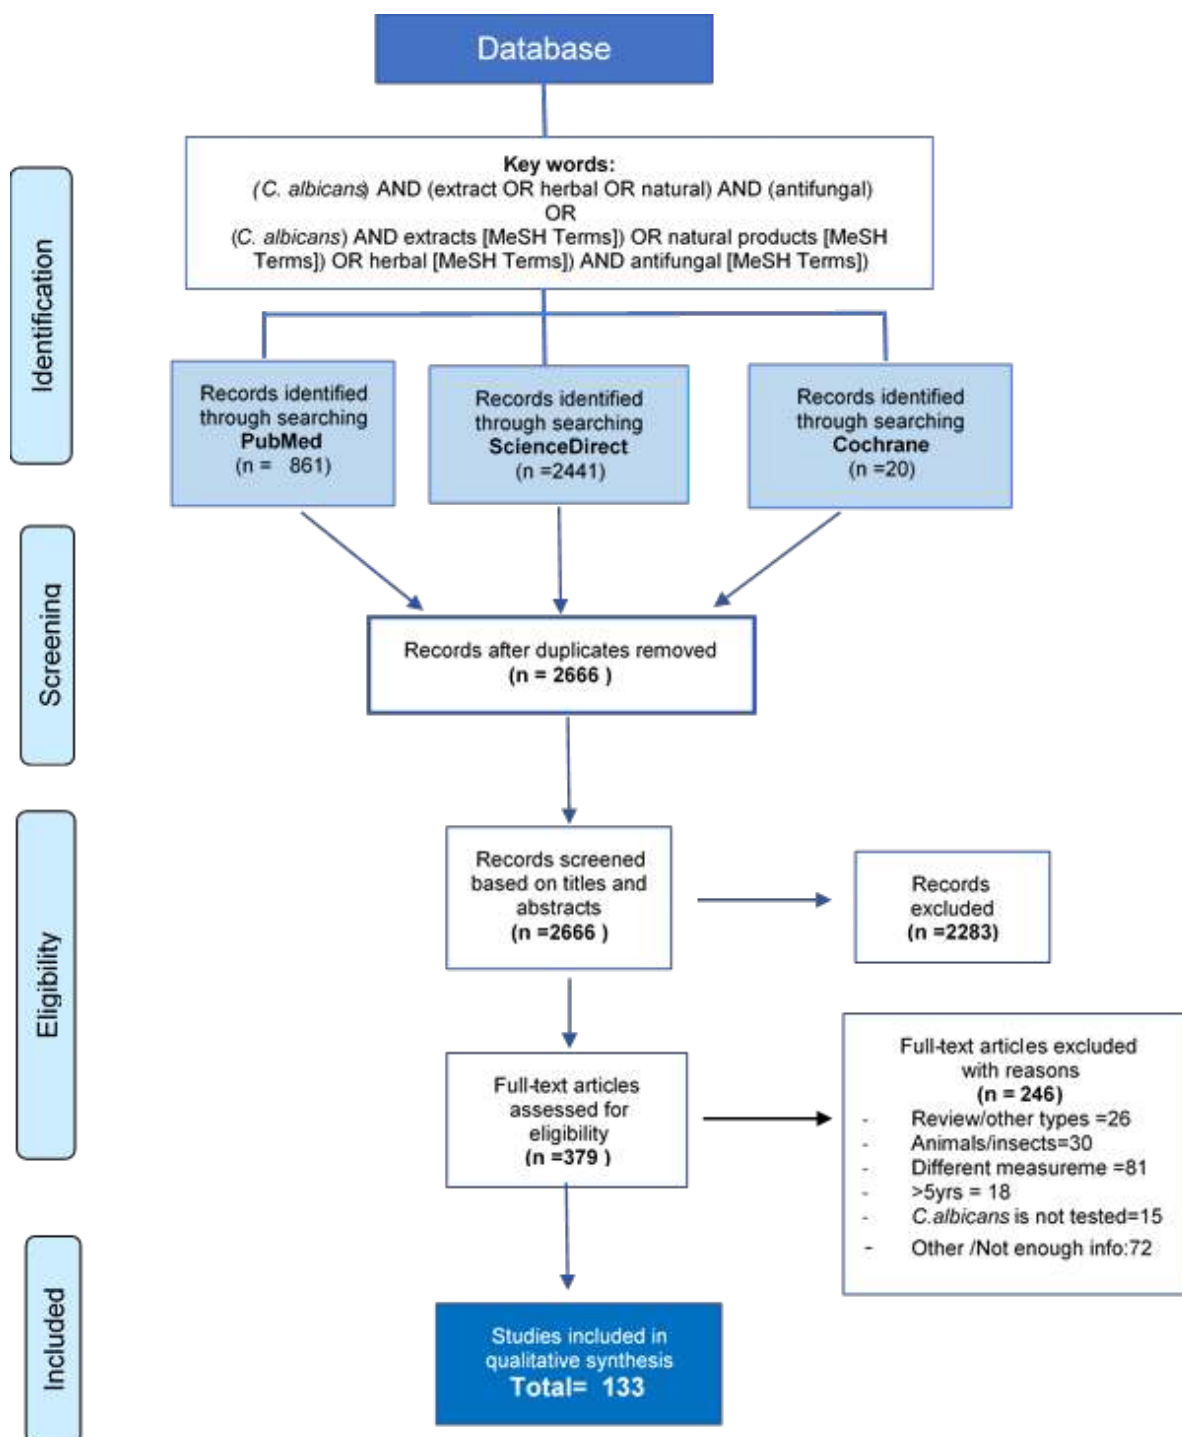 Database
Key words:
(C. albicans) AND (extract OR herbal OR natural) AND (antifungal)
OR
(C. albicans) AND extracts [MeSH Terms]) OR natural products [MeSH
Terms]) OR herbal [MeSH Terms]) AND antifungal [MeSH Terms])
Identification
Records identified
through searching
PubMed
(n = 861)
Records identified
through searching
ScienceDirect
(n =2441)
Records identified
through searching
Cochrane
(n =20)
Screening
Records after duplicates removed
(n = 2666 )
Eligibility
Records screened
based on titles and
abstracts
(n =2666 )
Records
excluded
(n =2283)
Full-text articles
assessed for
eligibility
(n =379 )
Full-text articles excluded
with reasons
(n = 246)
- Review/other types =26
- Animals/insects=30
- Different measureme =81
- >5yrs = 18
- C.albicans is not tested=15
- Other /Not enough info:72
Included
Studies included in
qualitative synthesis
Total= 133